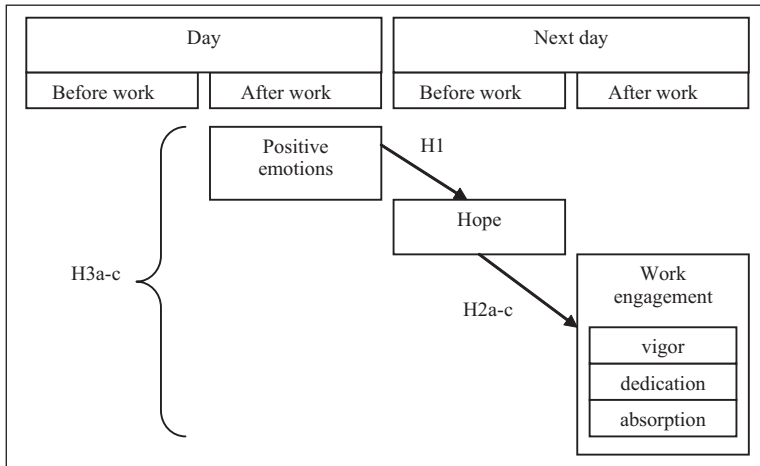 Day
Next day
Before work
After work
Before work
After work
Positive
emotions
H1
Hope
H3a-c
H2a-c
Work
engagement
vigor
dedication
absorption